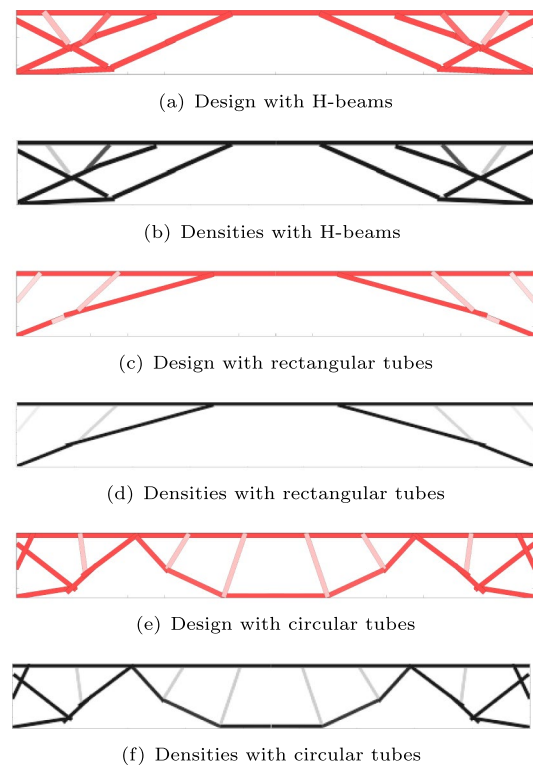 (a) Design with H-beams
(b) Densities with H-beams
(c) Design with rectangular tubes
(d) Densities with rectangular tubes
(e) Design with circular tubes
(f) Densities with circular tubes